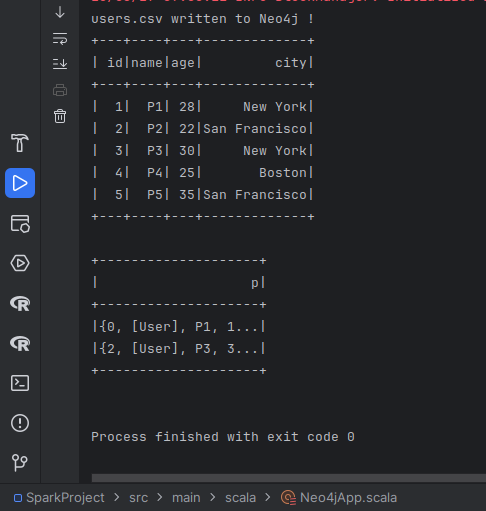 users.csv written to Neo4j !
+---+----+---+-------------+
| id|name|age|         city|
+---+----+---+-------------+
|  1|  P1| 28|     New York|
|  2|  P2| 22|San Francisco|
|  3|  P3| 30|     New York|
|  4|  P4| 25|       Boston|
|  5|  P5| 35|San Francisco|
+---+----+---+-------------+
+--------------------+
|                   p|
+--------------------+
|{0, [User], P1, 1...|
|{2, [User], P3, 3...|
+--------------------+
Process finished with exit code 0
SparkProject > src > main > scala > Neo4jApp.scala